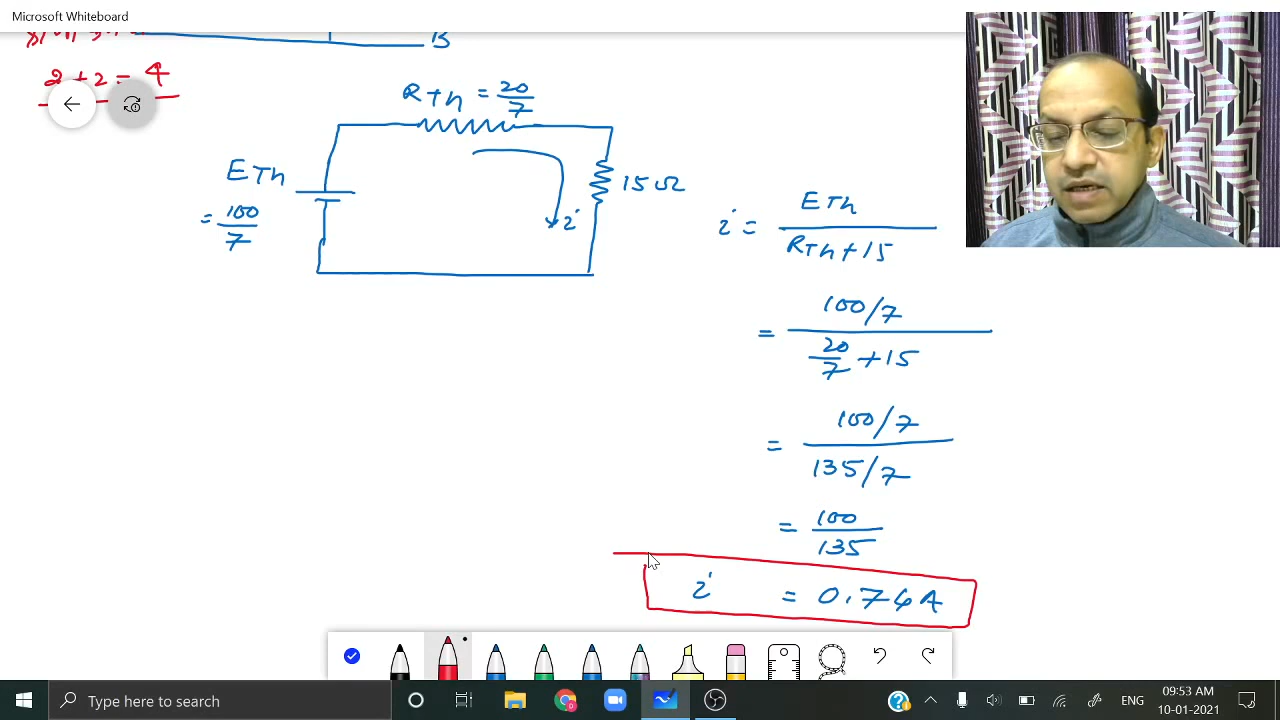 Microsoft Whiteboard
B
2 + 2 = 4
RTh = 20/7
ETh
= 100/7
15Ω
i
i = ETh / RTh + 15
= 100/7 / 20/7 + 15
= 100/7 / 135/7
= 100/135
i = 0.74A
Type here to search
ENG
09:53 AM
10-01-2021